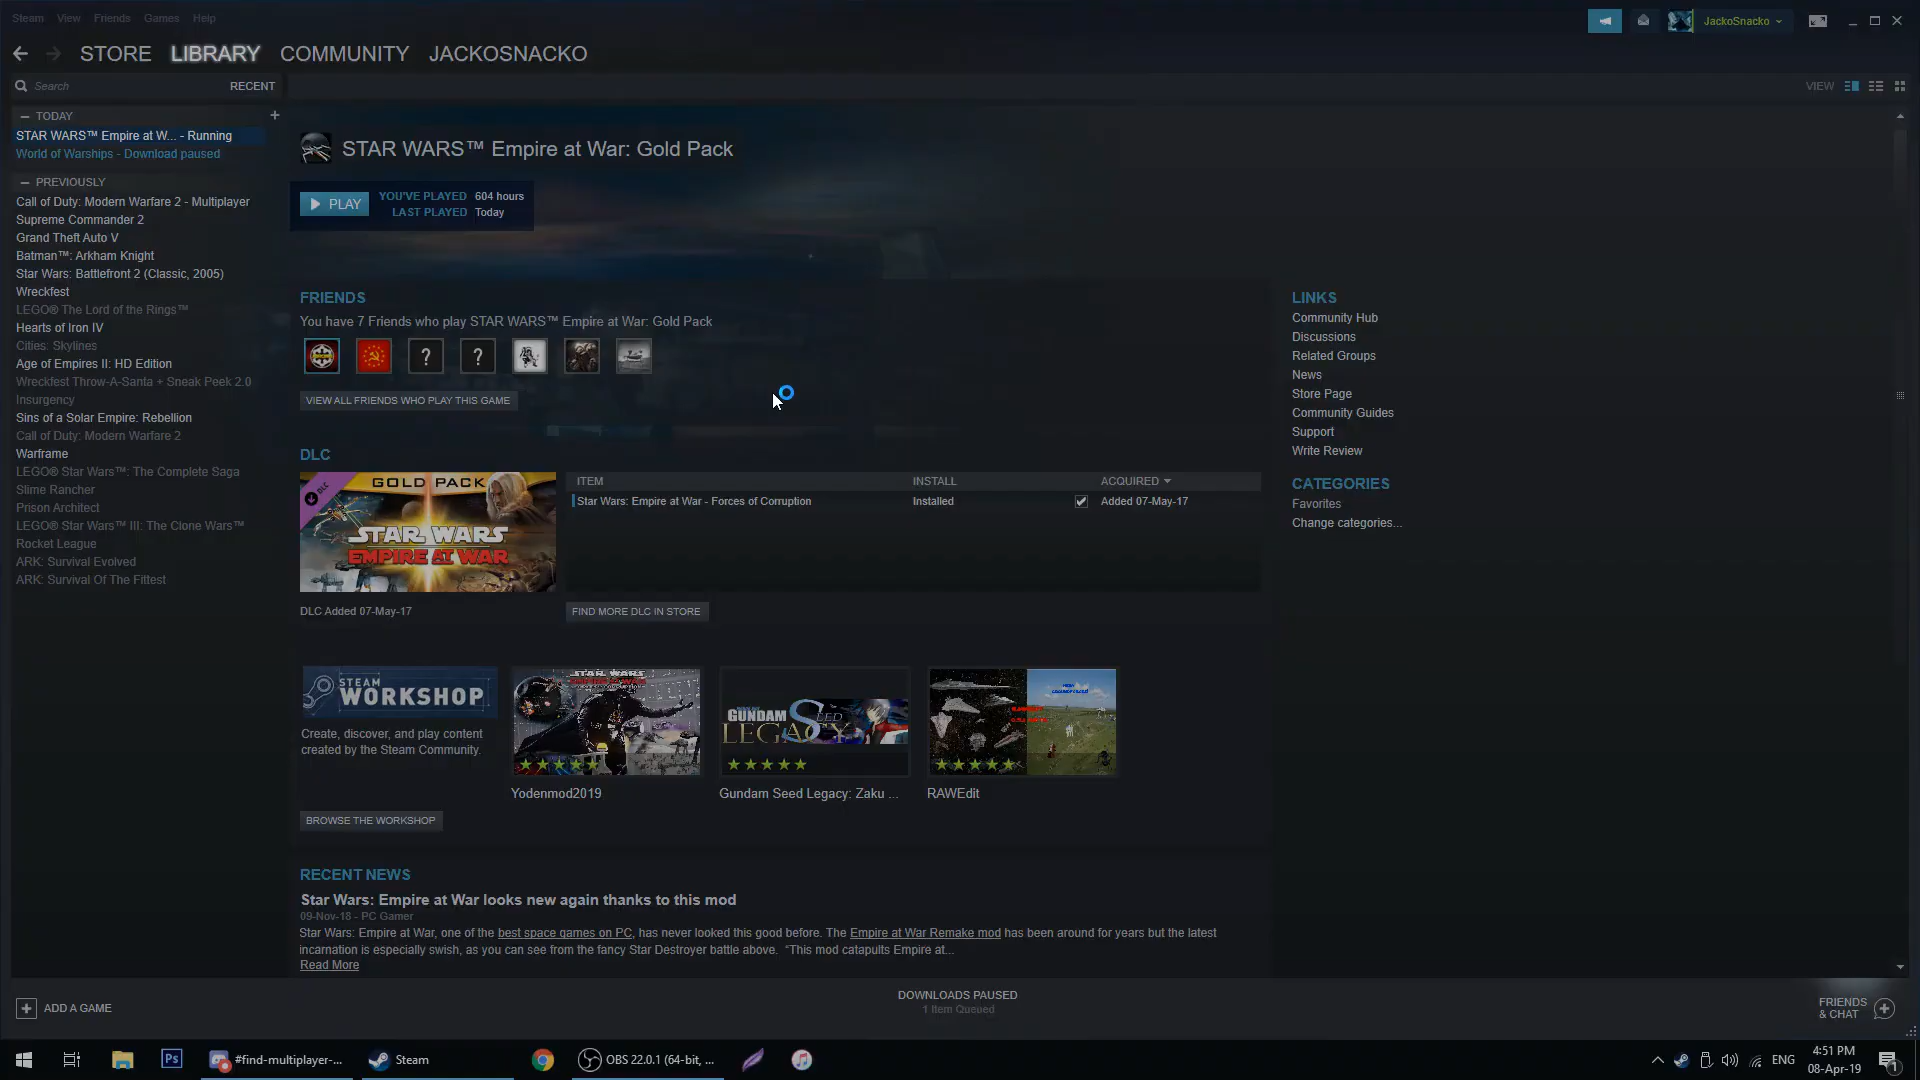 Steam View Friends Games Help
JackoSnacko
STORE LIBRARY COMMUNITY JACKOSNACKO
Search RECENT
VIEW
TODAY
STAR WARS™ Empire at W... - Running
World of Warships - Download paused
PREVIOUSLY
Call of Duty: Modern Warfare 2 - Multiplayer
Supreme Commander 2
Grand Theft Auto V
Batman™: Arkham Knight
Star Wars: Battlefront 2 (Classic, 2005)
Wreckfest
LEGO® The Lord of the Rings™
Hearts of Iron IV
Cities: Skylines
Age of Empires II: HD Edition
Wreckfest Throw-A-Santa + Sneak Peek 2.0
Insurgency
Sins of a Solar Empire: Rebellion
Call of Duty: Modern Warfare 2
Warframe
LEGO® Star Wars™: The Complete Saga
Slime Rancher
Prison Architect
LEGO® Star Wars™ III: The Clone Wars™
Rocket League
ARK: Survival Evolved
ARK: Survival Of The Fittest
STAR WARS™ Empire at War: Gold Pack
PLAY
YOU'VE PLAYED 604 hours
LAST PLAYED Today
FRIENDS
You have 7 Friends who play STAR WARS™ Empire at War: Gold Pack
? ?
VIEW ALL FRIENDS WHO PLAY THIS GAME
DLC
DLC
GOLD PACK
STAR WARS
EMPIRE AT WAR
ITEM INSTALL ACQUIRED
Star Wars: Empire at War - Forces of Corruption Installed Added 07-May-17
DLC Added 07-May-17
FIND MORE DLC IN STORE
STEAM
WORKSHOP
Create, discover, and play content
created by the Steam Community.
STAR WARS
Yodenmod2019
GUNDAM SEED
LEGACY
Gundam Seed Legacy: Zaku ...
RAWEdit
BROWSE THE WORKSHOP
RECENT NEWS
Star Wars: Empire at War looks new again thanks to this mod
09-Nov-18 - PC Gamer
Star Wars: Empire at War, one of the best space games on PC, has never looked this good before. The Empire at War Remake mod has been around for years but the latest
incarnation is especially swish, as you can see from the fancy Star Destroyer battle above. "This mod catapults Empire at...
Read More
LINKS
Community Hub
Discussions
Related Groups
News
Store Page
Community Guides
Support
Write Review
CATEGORIES
Favorites
Change categories...
ADD A GAME
DOWNLOADS PAUSED
1 Item Queued
FRIENDS
& CHAT
Ps
#find-multiplayer-...
Steam
OBS 22.0.1 (64-bit, ...
ENG
4:51 PM
08-Apr-19
1